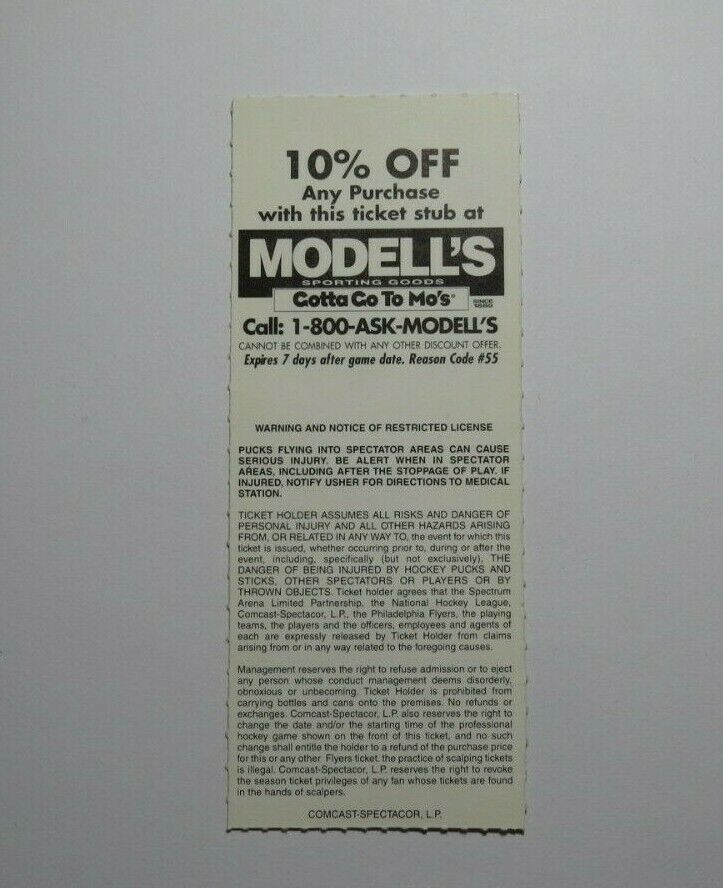 10% OFF
Any Purchase
with this ticket stub at
MODELL'S
SPORTING GOODS
Gotta Go To Mo's®
SINCE
1889
Call: 1-800-ASK-MODELL'S
CANNOT BE COMBINED WITH ANY OTHER DISCOUNT OFFER.
Expires 7 days after game date. Reason Code #55
WARNING AND NOTICE OF RESTRICTED LICENSE
PUCKS FLYING INTO SPECTATOR AREAS CAN CAUSE
SERIOUS INJURY. BE ALERT WHEN IN SPECTATOR
AREAS, INCLUDING AFTER THE STOPPAGE OF PLAY. IF
INJURED, NOTIFY USHER FOR DIRECTIONS TO MEDICAL
STATION.
TICKET HOLDER ASSUMES ALL RISKS AND DANGER OF
PERSONAL INJURY AND ALL OTHER HAZARDS ARISING
FROM, OR RELATED IN ANY WAY TO, the event for which this
ticket is issued, whether occurring prior to, during or after the
event, including, specifically (but not exclusively), THE
DANGER OF BEING INJURED BY HOCKEY PUCKS AND
STICKS, OTHER SPECTATORS OR PLAYERS OR BY
THROWN OBJECTS. Ticket holder agrees that the Spectrum
Arena Limited Partnership, the National Hockey League,
Comcast-Spectacor, L.P., the Philadelphia Flyers, the playing
teams, the players and the officers, employees and agents of
each are expressly released by Ticket Holder from claims
arising from or in any way related to the foregoing causes.
Management reserves the right to refuse admission or to eject
any person whose conduct management deems disorderly,
obnoxious or unbecoming. Ticket Holder is prohibited from
carrying bottles and cans onto the premises. No refunds or
exchanges. Comcast-Spectacor, L.P. also reserves the right to
change the date and/or the starting time of the professional
hockey game shown on the front of this ticket, and no such
change shall entitle the holder to a refund of the purchase price
for this or any other Flyers ticket. the practice of scalping tickets
is illegal. Comcast-Spectacor, L.P. reserves the right to revoke
the season ticket privileges of any fan whose tickets are found
in the hands of scalpers.
COMCAST-SPECTACOR, L.P.